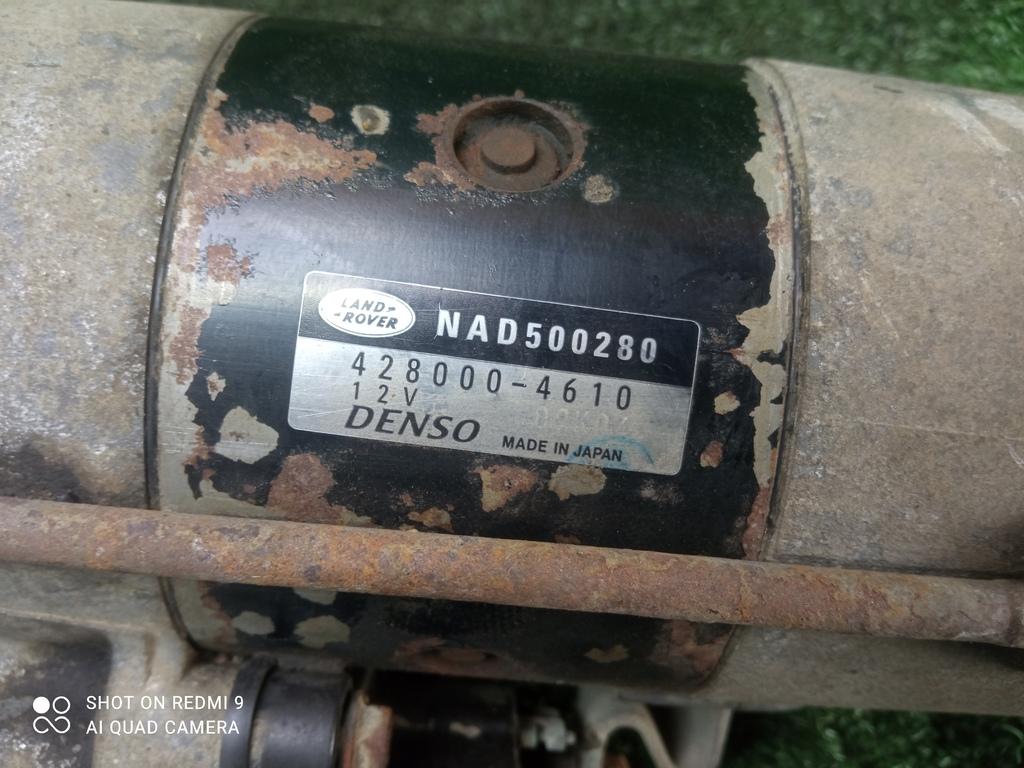 LAND-
-ROVER
NAD500280
428000-4610
12V
DENSO
MADE IN JAPAN
SHOT ON REDMI 9
AI QUAD CAMERA